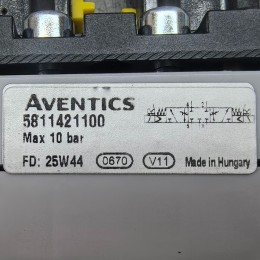 AVENTICS
5811421100
Max 10 bar
FD: 25W44 0670 V11 Made in Hungary